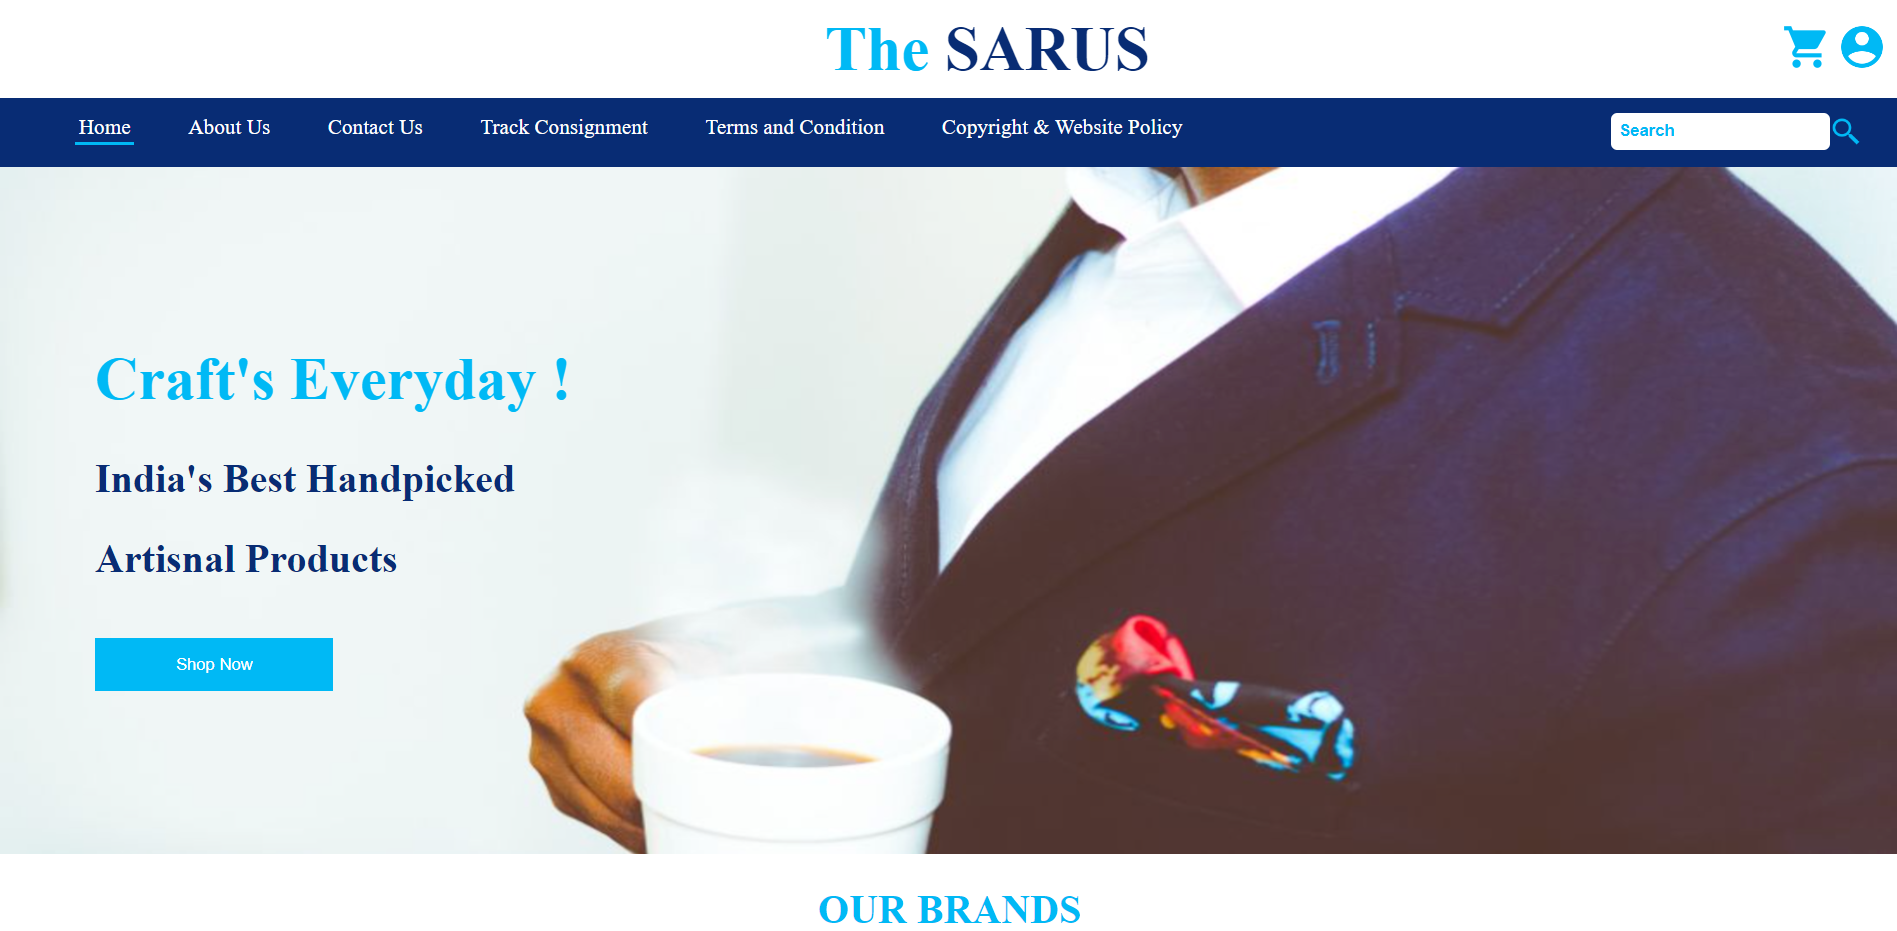 The SARUS
Home About Us Contact Us Track Consignment Terms and Condition Copyright & Website Policy Search
Craft's Everyday !
India's Best Handpicked
Artisnal Products
Shop Now
OUR BRANDS